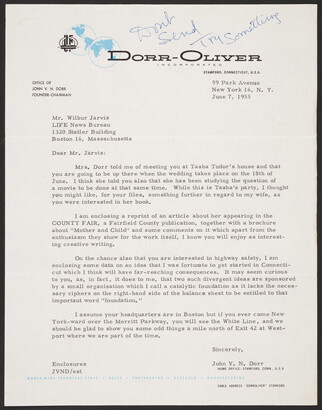 Dont
Send
Try Something
DORR-OLIVER
INCORPORATED
STAMFORD, CONNECTICUT, U.S.A.
OFFICE OF
JOHN V. N. DORR
FOUNDER-CHAIRMAN
99 Park Avenue
New York 16, N. Y.
June 7, 1955
Mr. Wilbur Jarvis
LIFE News Bureau
1320 Statler Building
Boston 16, Massachusetts
Dear Mr. Jarvis:
Mrs. Dorr told me of meeting you at Tasha Tudor's house and that
you are going to be up there when the wedding takes place on the 18th of
June. I think she told you also that she has been studying the question of
a movie to be done at that same time. While this is Tasha's party, I thought
you might like, for your files, something further in regard to my wife, as
you were interested in her book.
I am enclosing a reprint of an article about her appearing in the
COUNTY FAIR, a Fairfield County publication, together with a brochure
about "Mother and Child" and some comments on it which apart from the
enthusiasm they show for the work itself, I know you will enjoy as interest-
ing creative writing.
On the chance also that you are interested in highway safety, I am
enclosing some data on an idea that I was fortunate to get started in Connecti-
cut which I think will have far-reaching consequences. It may seem curious
to you, as, in fact, it does to me, that two such divergent ideas are sponsored
by a small organization which I call a catalytic foundation as it lacks the neces-
sary ciphers on the right-hand side of the balance sheet to be entitled to that
important word "foundation."
I assume your headquarters are in Boston but if you ever come New
York-ward over the Merritt Parkway, you will see the White Line, and we
should be glad to show you some odd things a mile north of Exit 42 at West-
port where we are part of the time,
Sincerely,
John V. N. Dorr
HOME OFFICE: STAMFORD, CONN., U.S.A.
Enclosures
JVND/est
CABLE ADDRESS "DORROLIVER" STAMFORD